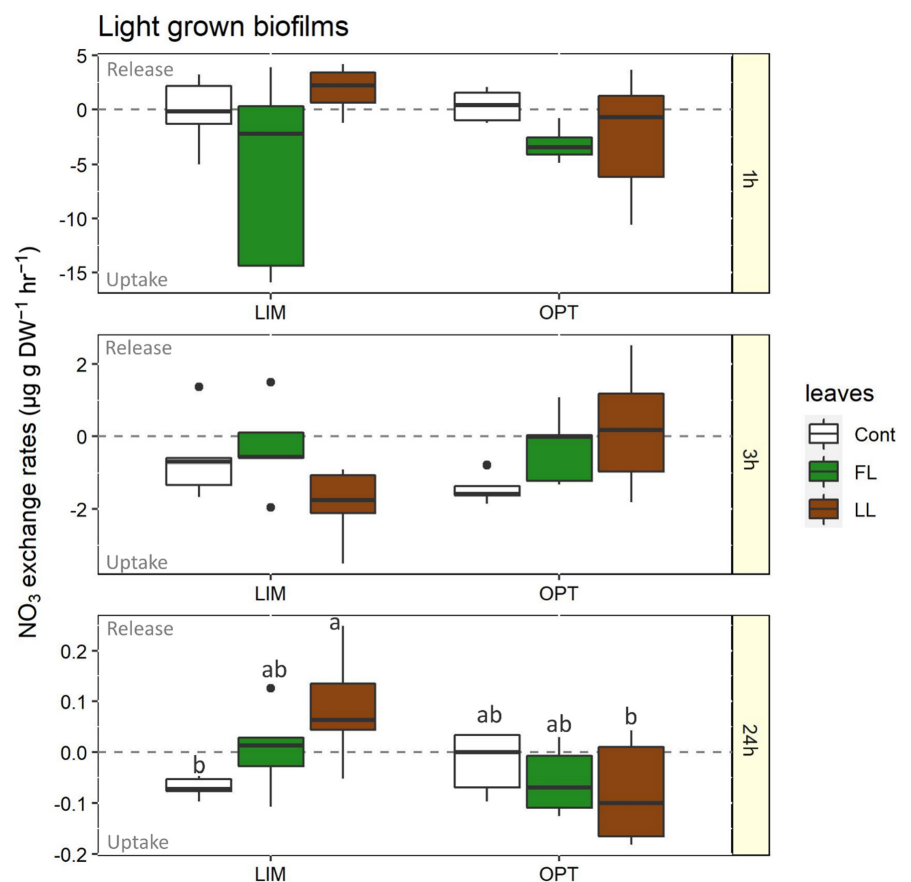 Light grown biofilms
NO₃ exchange rates (µg g DW⁻¹ hr⁻¹)
5
0
-5
-10
-15
Release
Uptake
1h
LIM
OPT
2
0
-2
Release
Uptake
3h
LIM
OPT
leaves
Cont
FL
LL
0.2
0.1
0.0
-0.1
-0.2
Release
a
ab
b
ab
ab
b
Uptake
24h
LIM
OPT